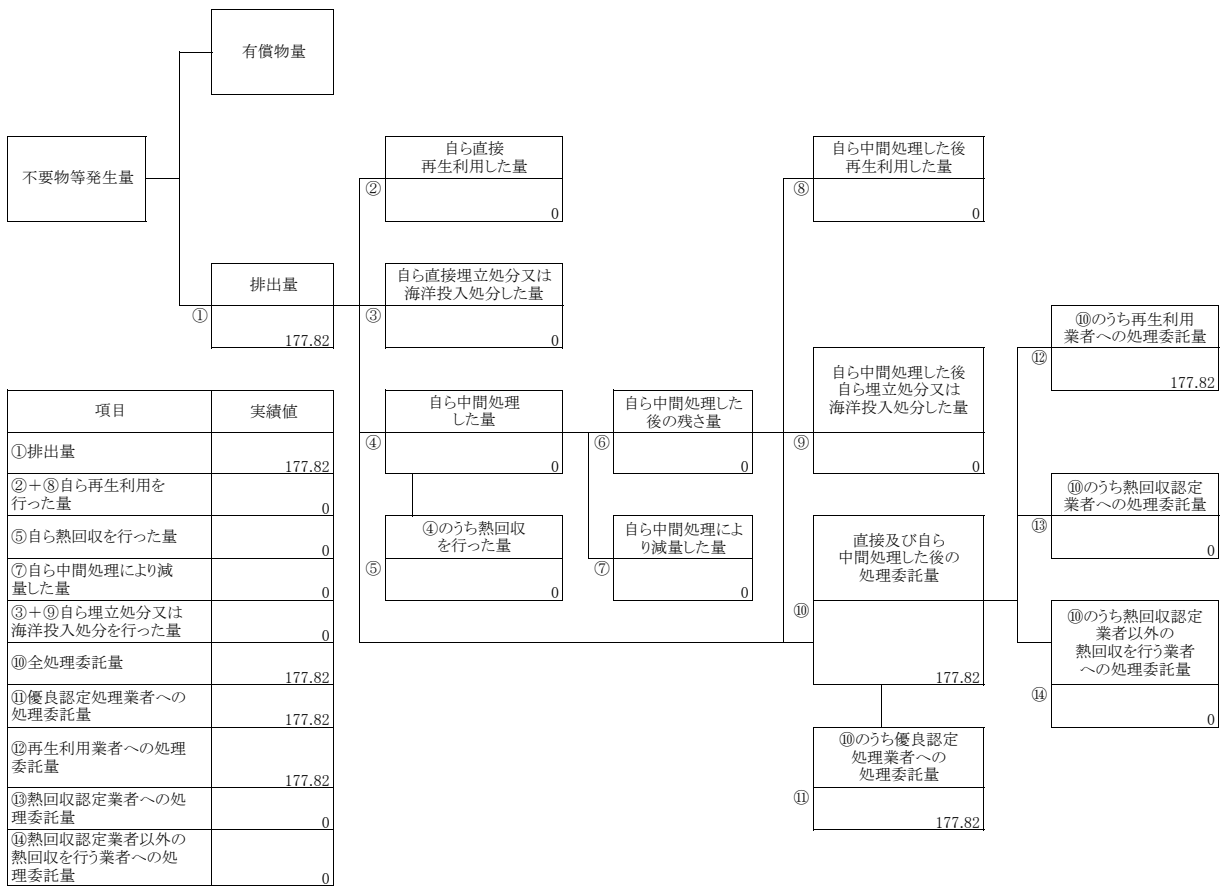 有償物量
不要物等発生量
排出量
①
177.82
自ら直接
再生利用した量
②
0
自ら直接埋立処分又は
海洋投入処分した量
③
0
自ら中間処理
した量
④
0
④のうち熱回収
を行った量
⑤
0
自ら中間処理した
後の残さ量
⑥
0
自ら中間処理によ
り減量した量
⑦
0
自ら中間処理した後
再生利用した量
⑧
0
自ら中間処理した後
自ら埋立処分又は
海洋投入処分した量
⑨
0
直接及び自ら
中間処理した後の
処理委託量
⑩
177.82
⑩のうち優良認定
処理業者への
処理委託量
⑪
177.82
⑩のうち再生利用
業者への処理委託量
⑫
177.82
⑩のうち熱回収認定
業者への処理委託量
⑬
0
⑩のうち熱回収認定
業者以外の
熱回収を行う業者
への処理委託量
⑭
0
項目 実績値
①排出量
177.82
②+⑧自ら再生利用を
行った量
0
⑤自ら熱回収を行った量
0
⑦自ら中間処理により減
量した量
0
③+⑨自ら埋立処分又は
海洋投入処分を行った量
0
⑩全処理委託量
177.82
⑪優良認定処理業者への
処理委託量
177.82
⑫再生利用業者への処理
委託量
177.82
⑬熱回収認定業者への処
理委託量
0
⑭熱回収認定業者以外の
熱回収を行う業者への処
理委託量
0